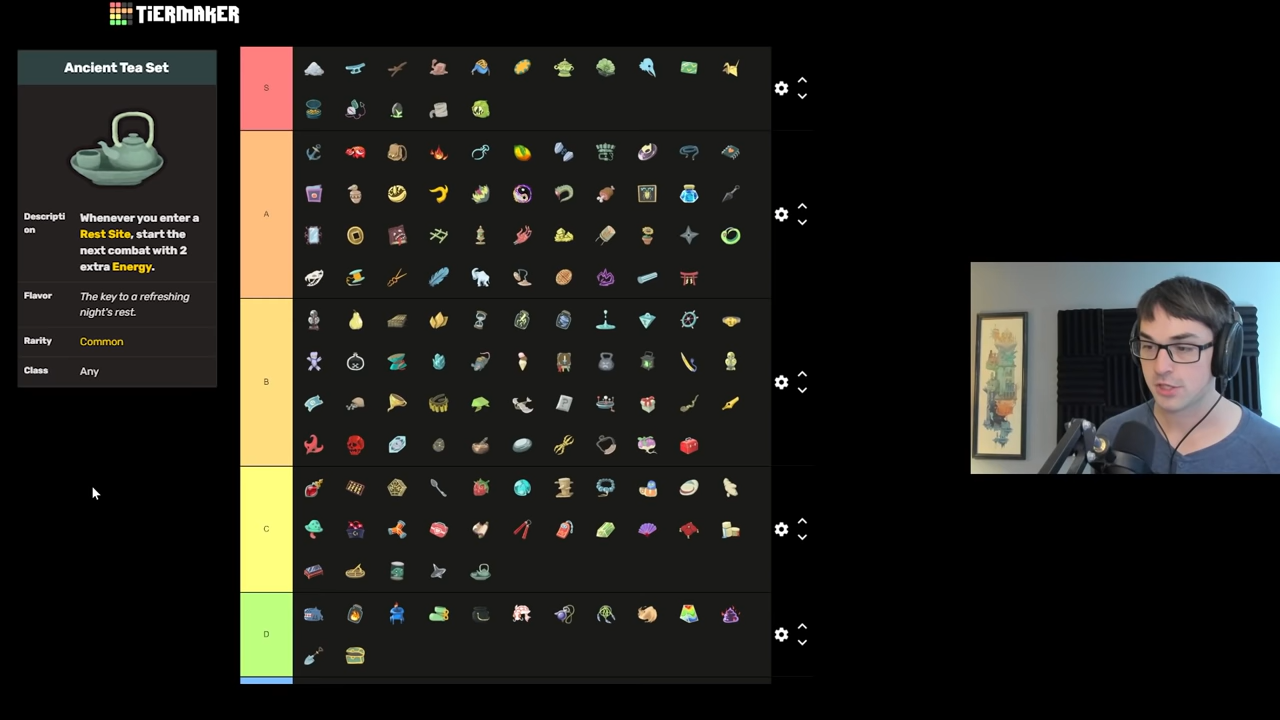 TiERMAKER
Ancient Tea Set
Descripti
on
Whenever you enter a
Rest Site, start the
next combat with 2
extra Energy.
Flavor
The key to a refreshing
night's rest.
Rarity
Common
Class
Any
S
A
B
C
D